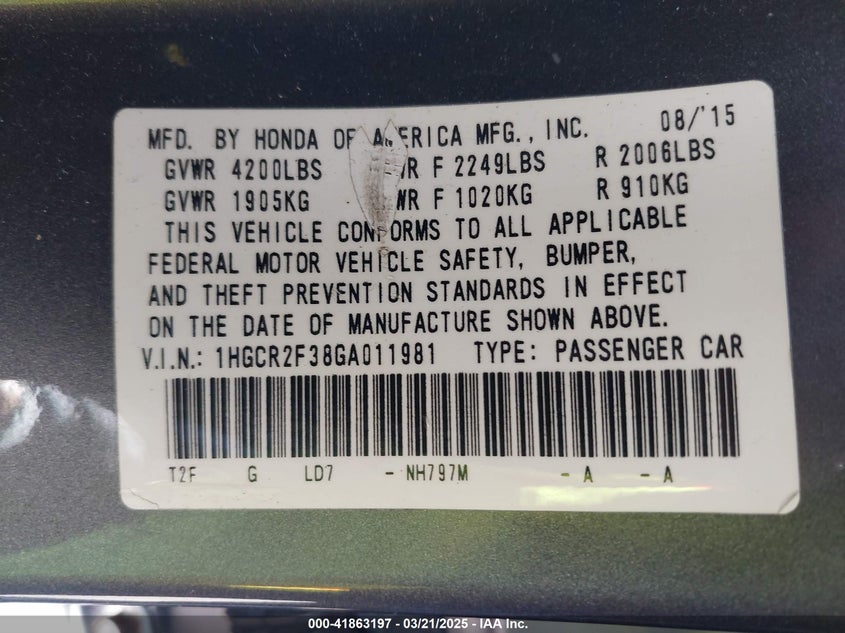 MFD. BY HONDA OF AMERICA MFG., INC. 08/'15
GVWR 4200LBS WR F 2249LBS R 2006LBS
GVWR 1905KG WR F 1020KG R 910KG
THIS VEHICLE CONFORMS TO ALL APPLICABLE
FEDERAL MOTOR VEHICLE SAFETY, BUMPER,
AND THEFT PREVENTION STANDARDS IN EFFECT
ON THE DATE OF MANUFACTURE SHOWN ABOVE.
V.I.N.: 1HGCR2F38GA011981 TYPE: PASSENGER CAR
T2F G LD7 - NH797M - A - A
000-41863197 - 03/21/2025 - IAA Inc.